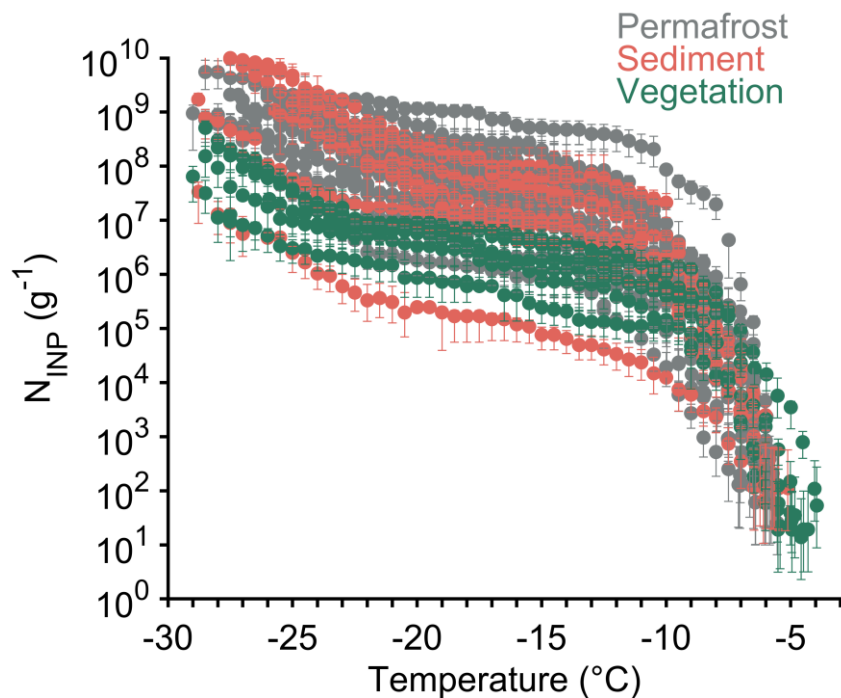 Permafrost
Sediment
Vegetation
10^10
10^9
10^8
10^7
10^6
10^5
10^4
10^3
10^2
10^1
10^0
N_INP (g^-1)
-30 -25 -20 -15 -10 -5
Temperature (°C)